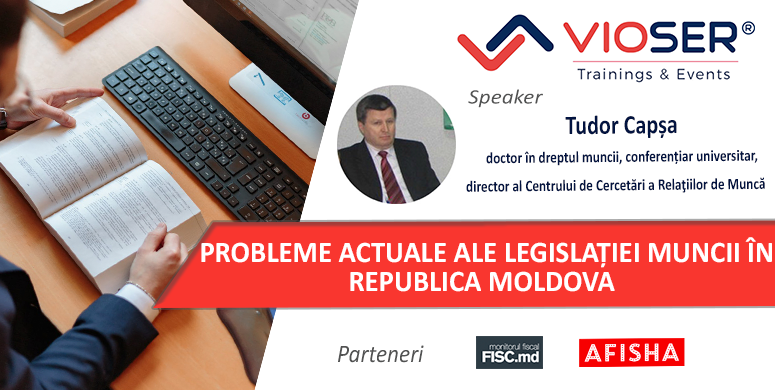 VIOSER®
Trainings & Events
Speaker
Tudor Capșa
doctor în dreptul muncii, conferențiar universitar,
director al Centrului de Cercetări a Relaţiilor de Muncă
PROBLEME ACTUALE ALE LEGISLAȚIEI MUNCII ÎN
REPUBLICA MOLDOVA
Parteneri
monitorul fiscal
FISC.md
AFISHA